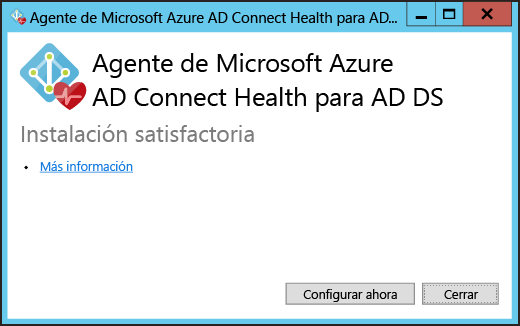 Agente de Microsoft Azure AD Connect Health para AD...
Agente de Microsoft Azure
AD Connect Health para AD DS
Instalación satisfactoria
• Más información
Configurar ahora
Cerrar